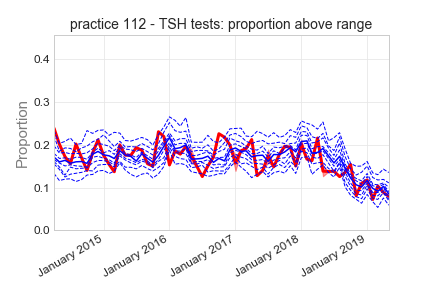 practice 112 - TSH tests: proportion above range
0.4
0.3
0.2
0.1
0.0
Proportion
January 2015
January 2016
January 2017
January 2018
January 2019